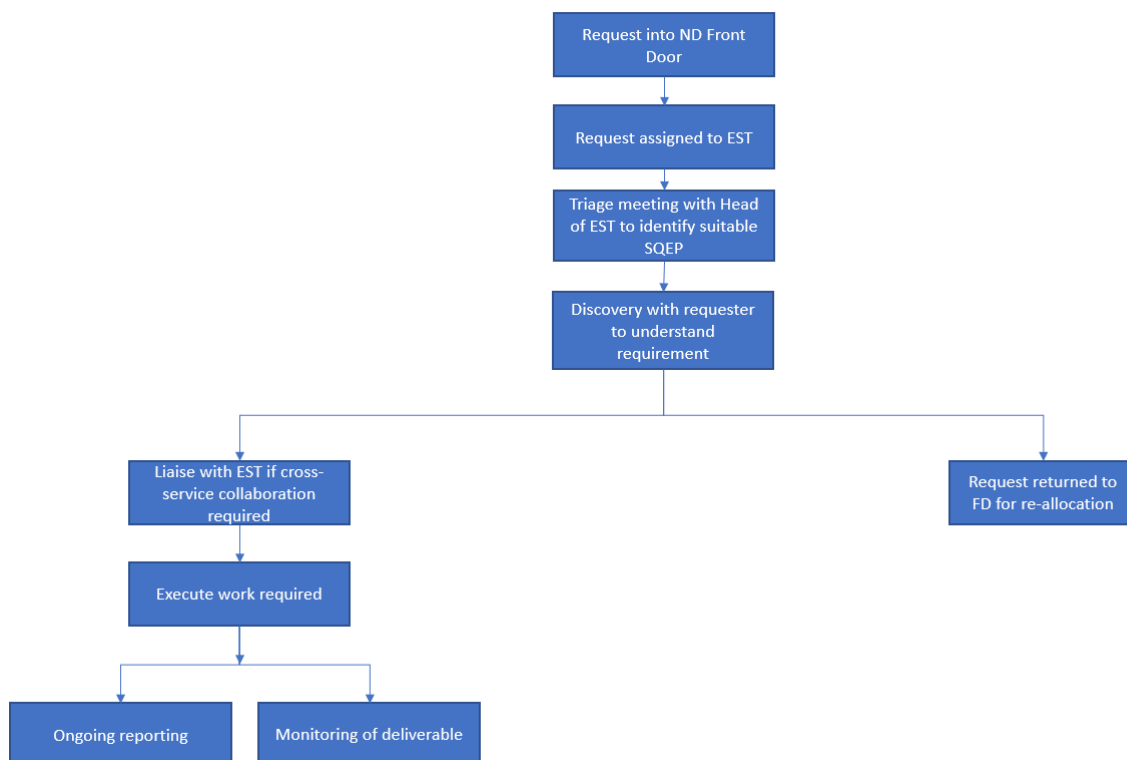 Request into ND Front
Door
Request assigned to EST
Triage meeting with Head
of EST to identify suitable
SQEP
Discovery with requester
to understand
requirement
Liaise with EST if cross-
service collaboration
required
Request returned to
FD for re-allocation
Execute work required
Ongoing reporting
Monitoring of deliverable